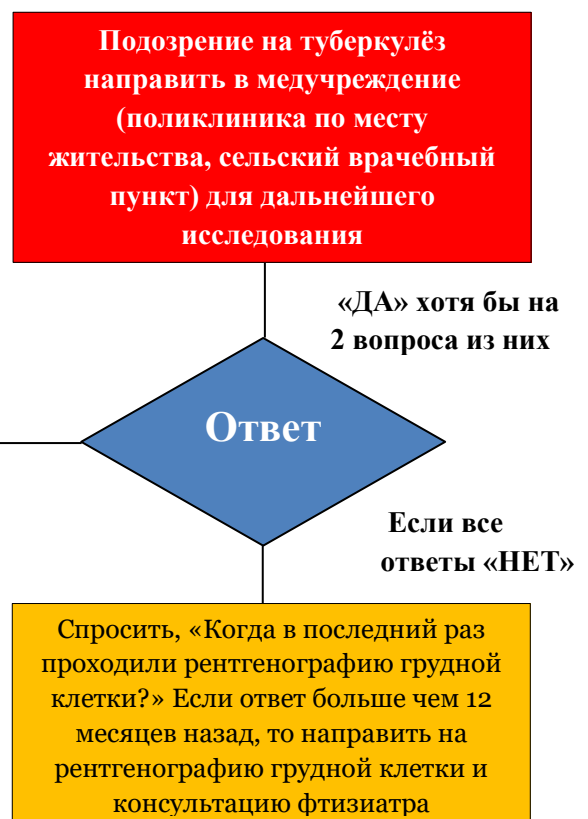 Подозрение на туберкулёз
направить в медучреждение
(поликлиника по месту
жительства, сельский врачебный
пункт) для дальнейшего
исследования
«ДА» хотя бы на
2 вопроса из них
Ответ
Если все
ответы «НЕТ»
Спросить, «Когда в последний раз
проходили рентгенографию грудной
клетки?» Если ответ больше чем 12
месяцев назад, то направить на
рентгенографию грудной клетки и
консультацию фтизиатра